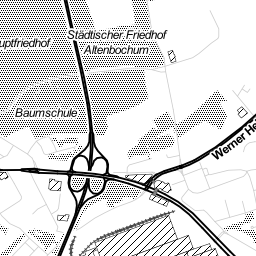 Städtischer Friedhof
Altenbochum
uptfriedhof
Baumschule
Werner He